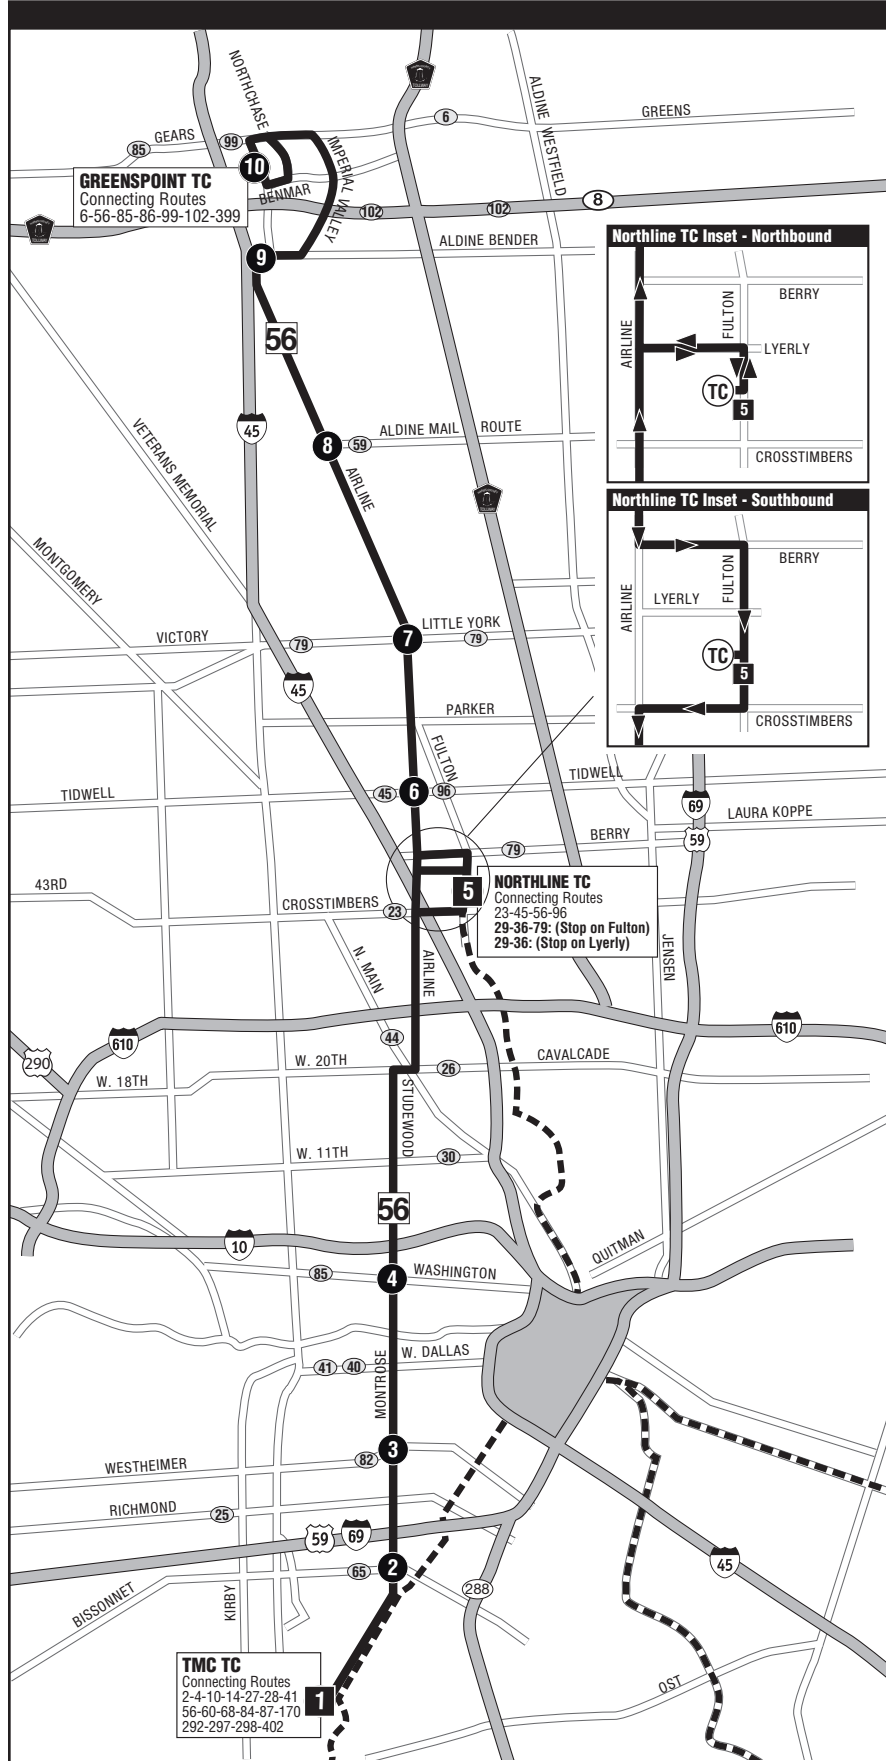 NORTHCHASE
ALDINE WESTFIELD
GREENS
6
GEARS
85
99
10
IMPERIAL VALLEY
GREENSPOINT TC
Connecting Routes
6-56-85-86-99-102-399
BENMAR
102
102
8
ALDINE BENDER
9
Northline TC Inset - Northbound
BERRY
FULTON
AIRLINE
LYERLY
TC
5
CROSSTIMBERS
56
45
VETERANS MEMORIAL
8
59
ALDINE MAIL ROUTE
AIRLINE
Northline TC Inset - Southbound
BERRY
FULTON
LYERLY
AIRLINE
TC
5
CROSSTIMBERS
MONTGOMERY
VICTORY
79
7
LITTLE YORK
79
45
PARKER
FULTON
TIDWELL
45
6
96
TIDWELL
69
59
LAURA KOPPE
BERRY
79
43RD
CROSSTIMBERS
23
5
NORTHLINE TC
Connecting Routes
23-45-56-96
29-36-79: (Stop on Fulton)
29-36: (Stop on Lyerly)
N. MAIN
AIRLINE
JENSEN
610
610
290
44
W. 20TH
26
CAVALCADE
W. 18TH
STUDEWOOD
W. 11TH
30
56
10
QUITMAN
85
4
WASHINGTON
W. DALLAS
41
40
MONTROSE
3
82
WESTHEIMER
RICHMOND
25
59
69
2
65
BISSONNET
KIRBY
288
45
TMC TC
Connecting Routes
2-4-10-14-27-28-41
56-60-68-84-87-170
292-297-298-402
1
OST